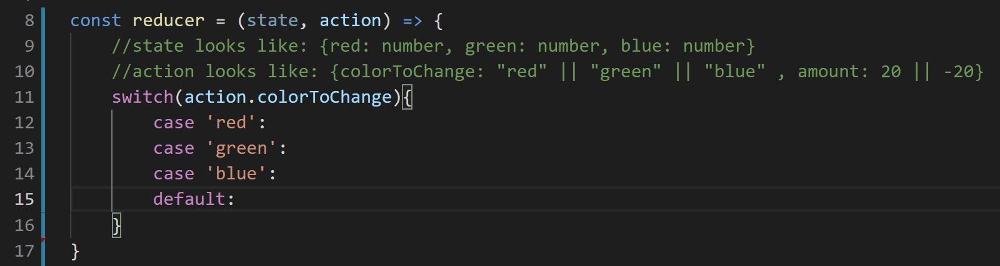 8 const reducer = (state, action) => {
9 //state looks like: {red: number, green: number, blue: number}
10 //action looks like: {colorToChange: "red" || "green" || "blue" , amount: 20 || -20}
11 switch(action.colorToChange){
12 case 'red':
13 case 'green':
14 case 'blue':
15 default:
16 }
17 }